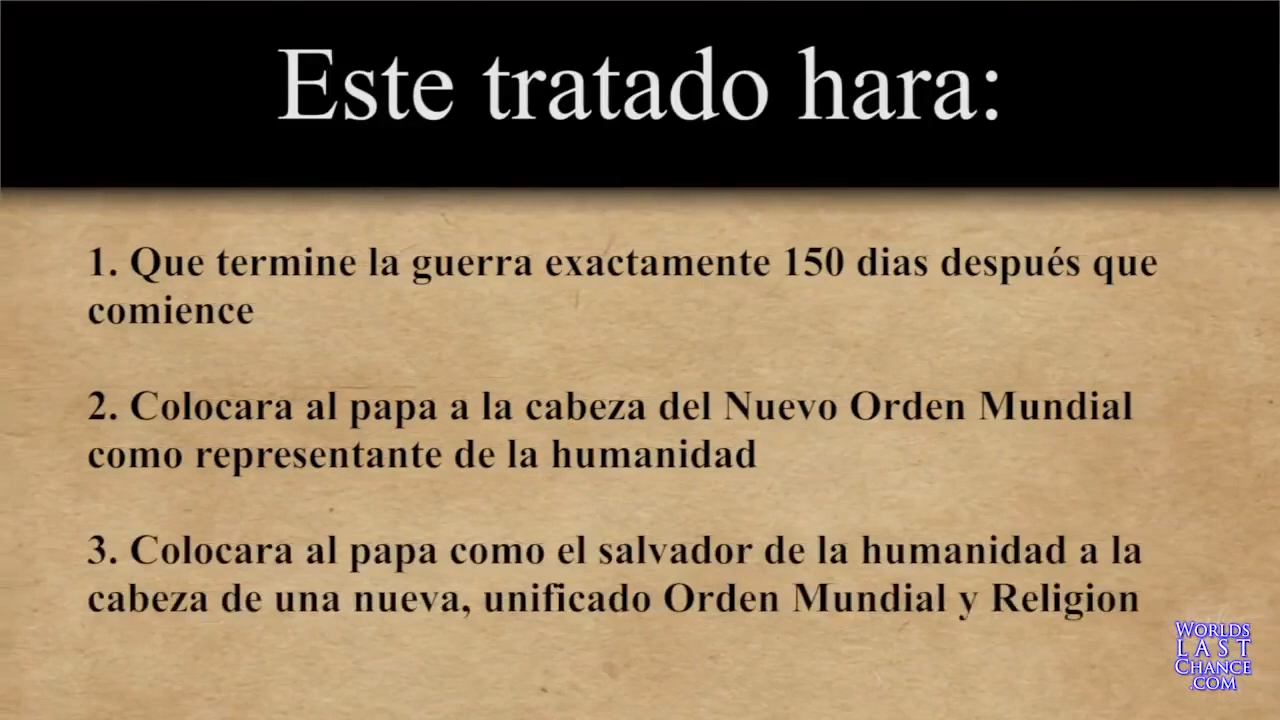 Este tratado hara:
1. Que termine la guerra exactamente 150 dias después que
comience
2. Colocara al papa a la cabeza del Nuevo Orden Mundial
como representante de la humanidad
3. Colocara al papa como el salvador de la humanidad a la
cabeza de una nueva, unificado Orden Mundial y Religion
WORLDS
LAST
CHANCE
.COM